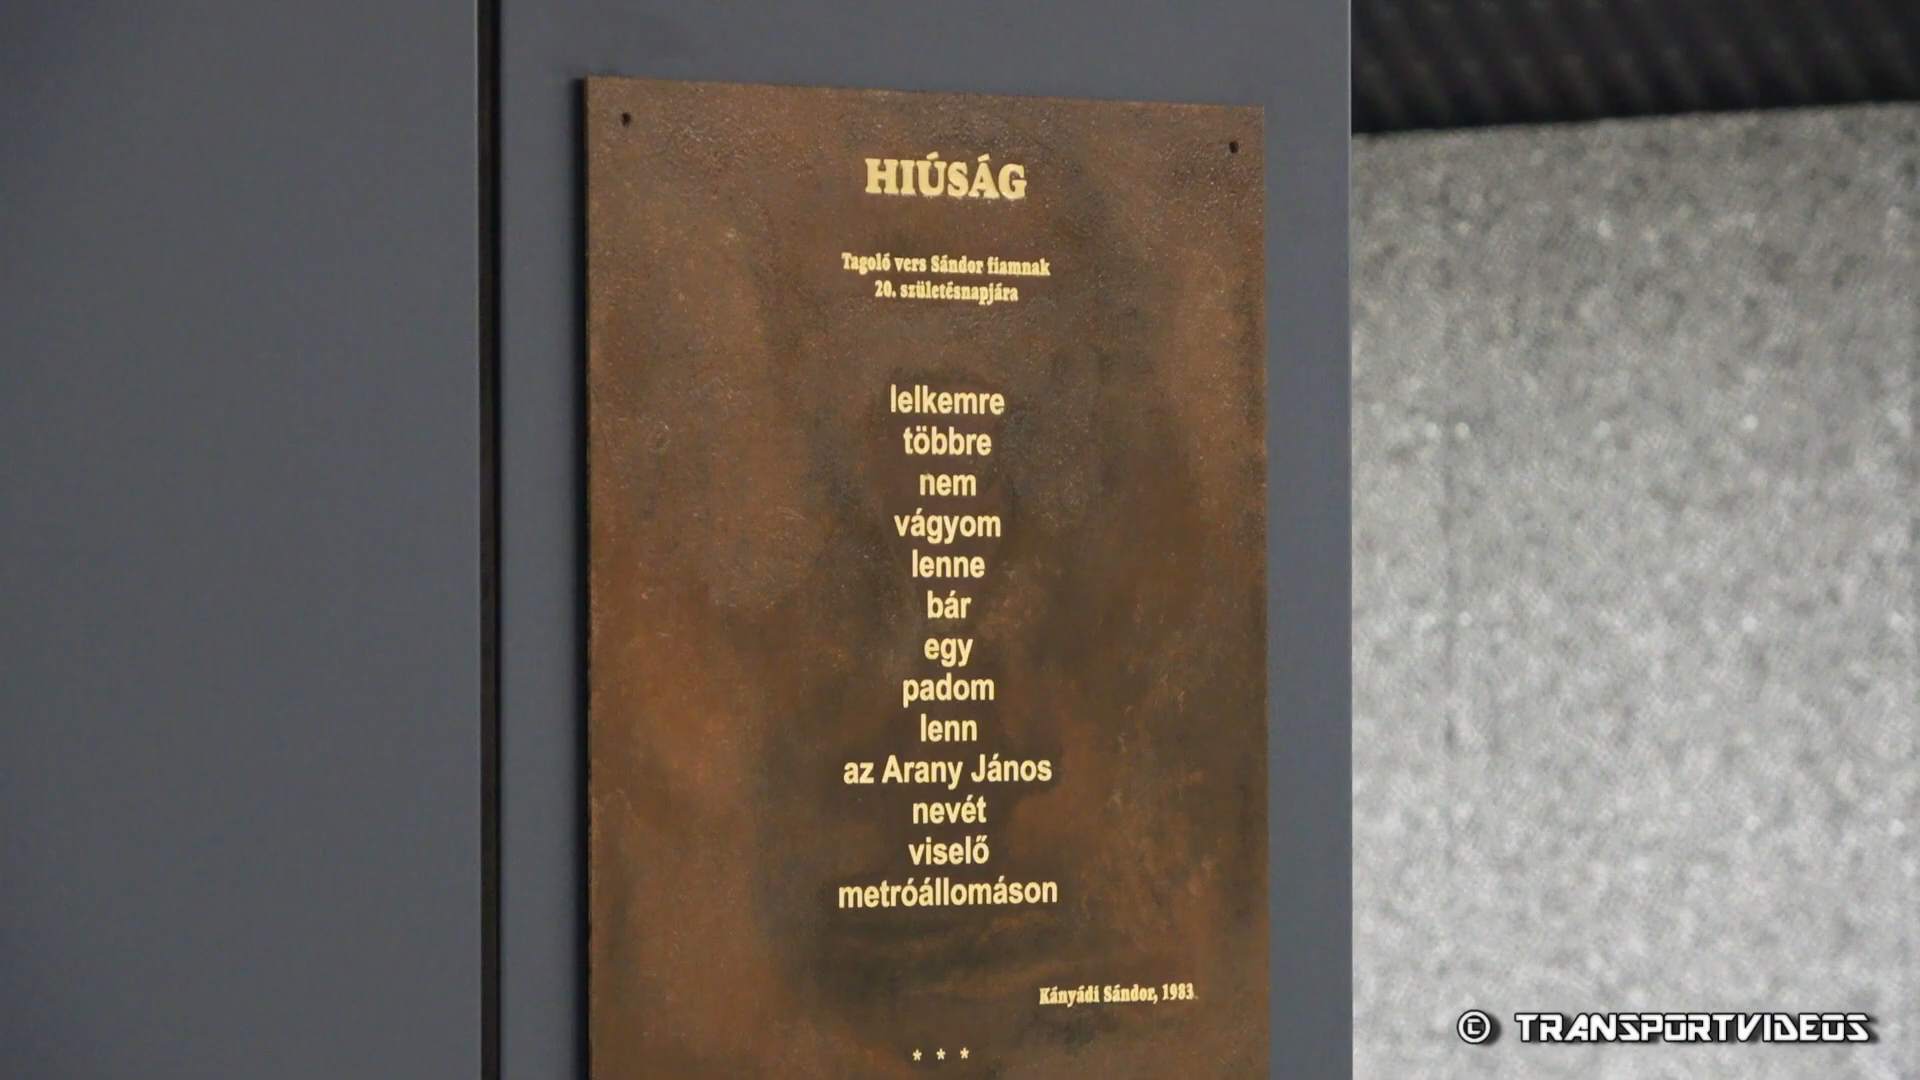 HIÚSÁG
Tagoló vers Sándor fiamnak
20. születésnapjára
lelkemre
többre
nem
vágyom
lenne
bár
egy
padom
lenn
az Arany János
nevét
viselő
metróállomáson
Kányádi Sándor, 1983.
* * *
© TRANSPORTVIDEOS